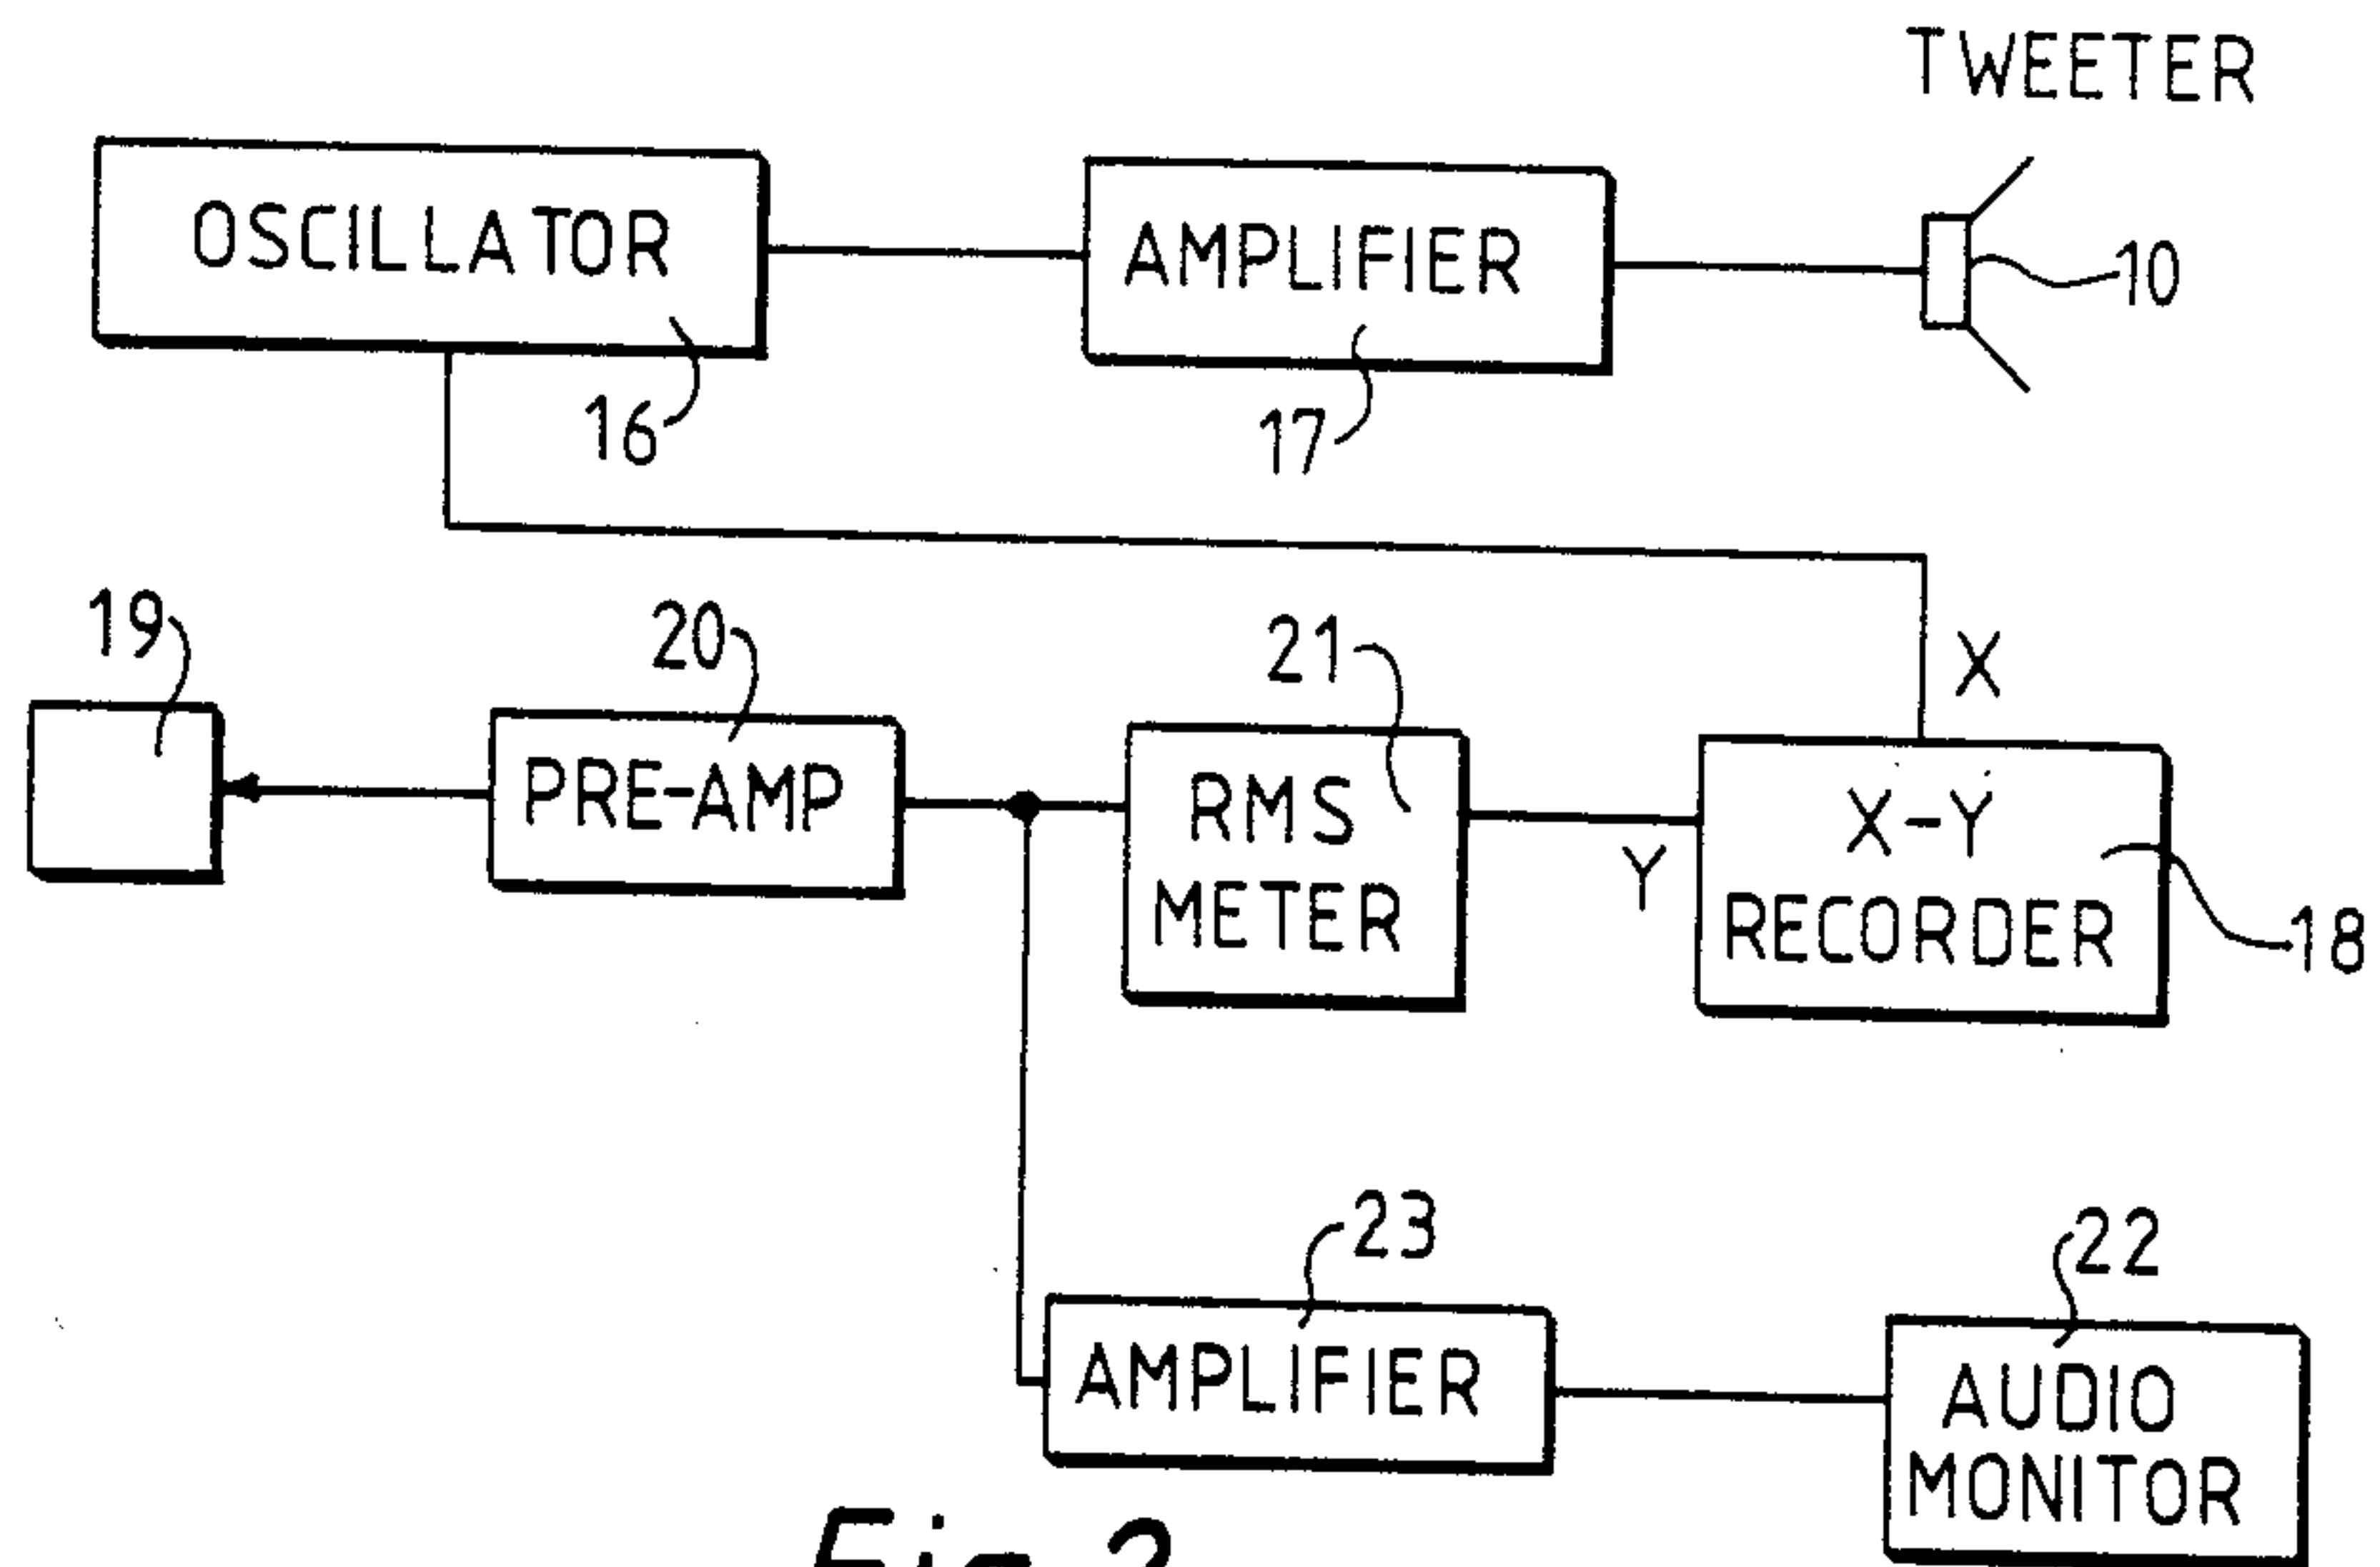 TWEETER
OSCILLATOR
AMPLIFIER
10
16
17
19
20
21
X
PRE-AMP
RMS
METER
Y
X-Y
RECORDER
18
23
22
AMPLIFIER
AUDIO
MONITOR
Fig